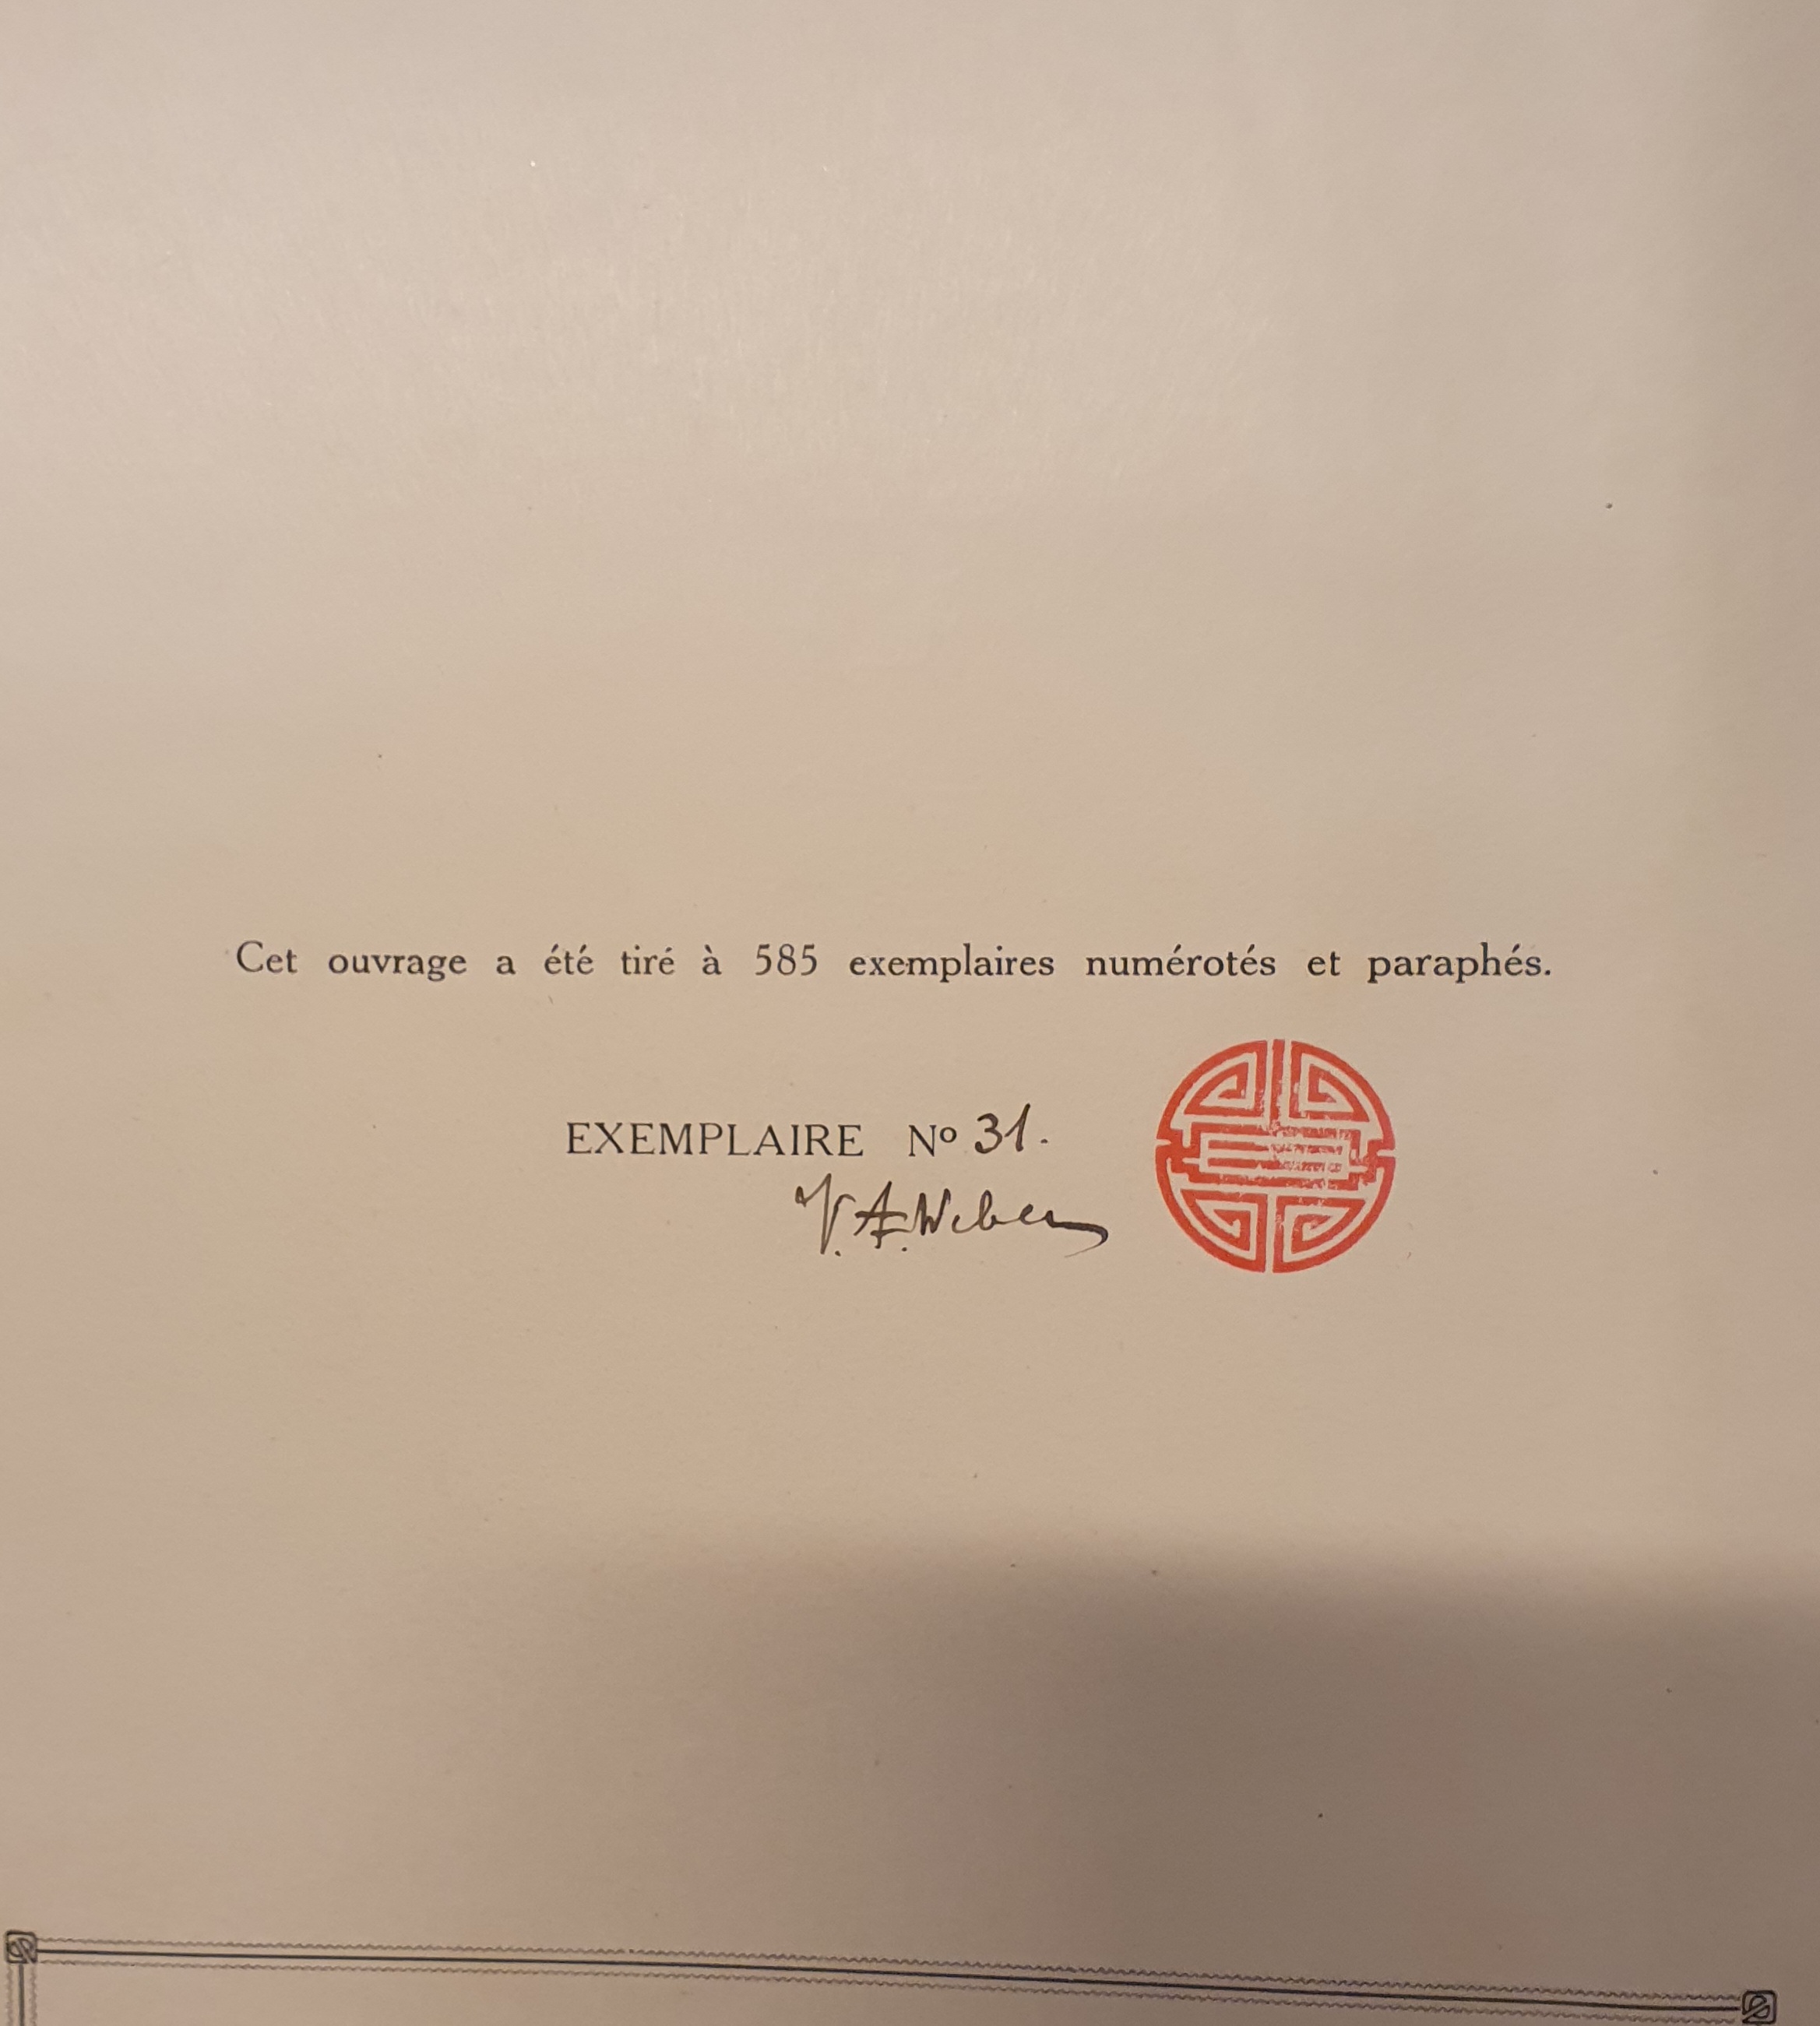 Cet ouvrage a été tiré à 585 exemplaires numérotés et paraphés.
EXEMPLAIRE Nº 31.
V.F.Weber